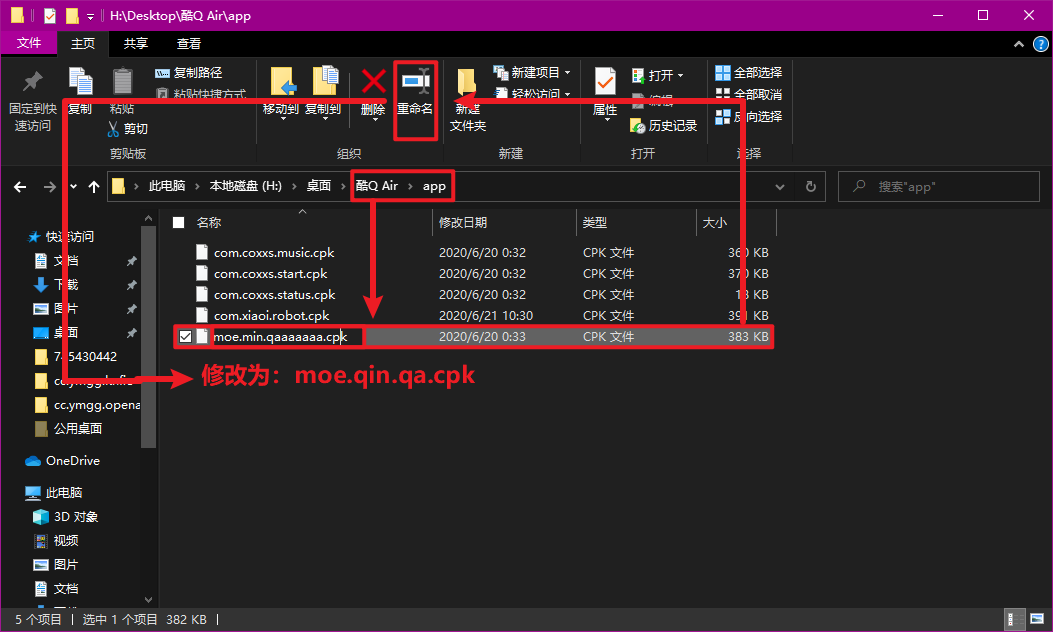 H:\Desktop\酷Q Air\app
文件 主页 共享 查看
固定到快速访问
复制
粘贴
复制路径
粘贴快捷方式
剪切
剪贴板
移动到
复制到
删除
重命名
组织
新建文件夹
新建项目
轻松访问
新建
属性
打开
编辑
历史记录
打开
全部选择
全部取消
反向选择
选择
此电脑 > 本地磁盘 (H:) > 桌面 > 酷Q Air > app
搜索"app"
快速访问
文档
下载
图片
桌面
745430442
cc.ymgg.opena
公用桌面
OneDrive
此电脑
3D 对象
视频
图片
文档
名称 修改日期 类型 大小
com.coxxs.music.cpk 2020/6/20 0:32 CPK 文件 360 KB
com.coxxs.start.cpk 2020/6/20 0:32 CPK 文件 370 KB
com.coxxs.status.cpk 2020/6/20 0:32 CPK 文件 KB
com.xiaoi.robot.cpk 2020/6/21 10:30 CPK 文件 391 KB
moe.min.qaaaaaaa.cpk 2020/6/20 0:33 CPK 文件 383 KB
修改为：moe.qin.qa.cpk
5 个项目 选中 1 个项目 382 KB